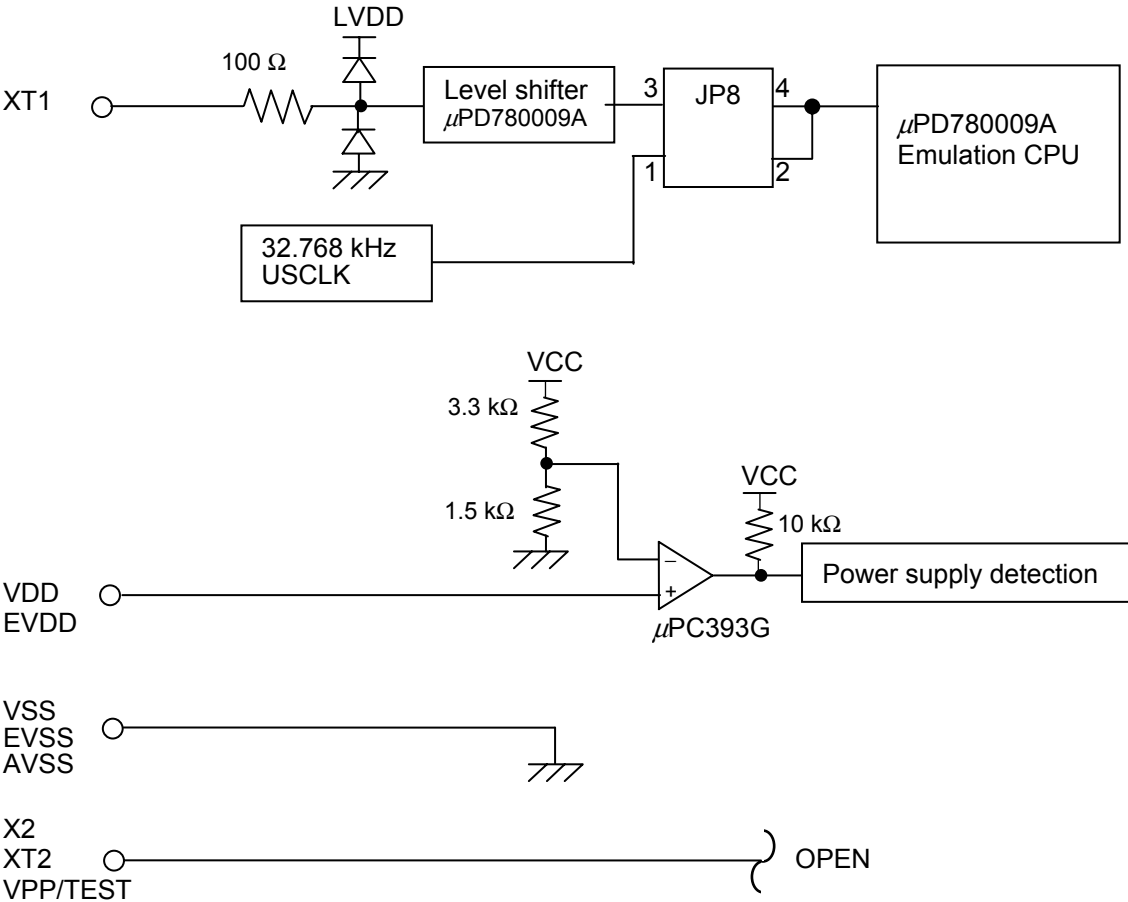 LVDD
100 Ω
XT1
Level shifter
μPD780009A
3
JP8
4
1
2
μPD780009A
Emulation CPU
32.768 kHz
USCLK
VCC
3.3 kΩ
1.5 kΩ
VCC
10 kΩ
–
+
μPC393G
Power supply detection
VDD
EVDD
VSS
EVSS
AVSS
X2
XT2
VPP/TEST
OPEN